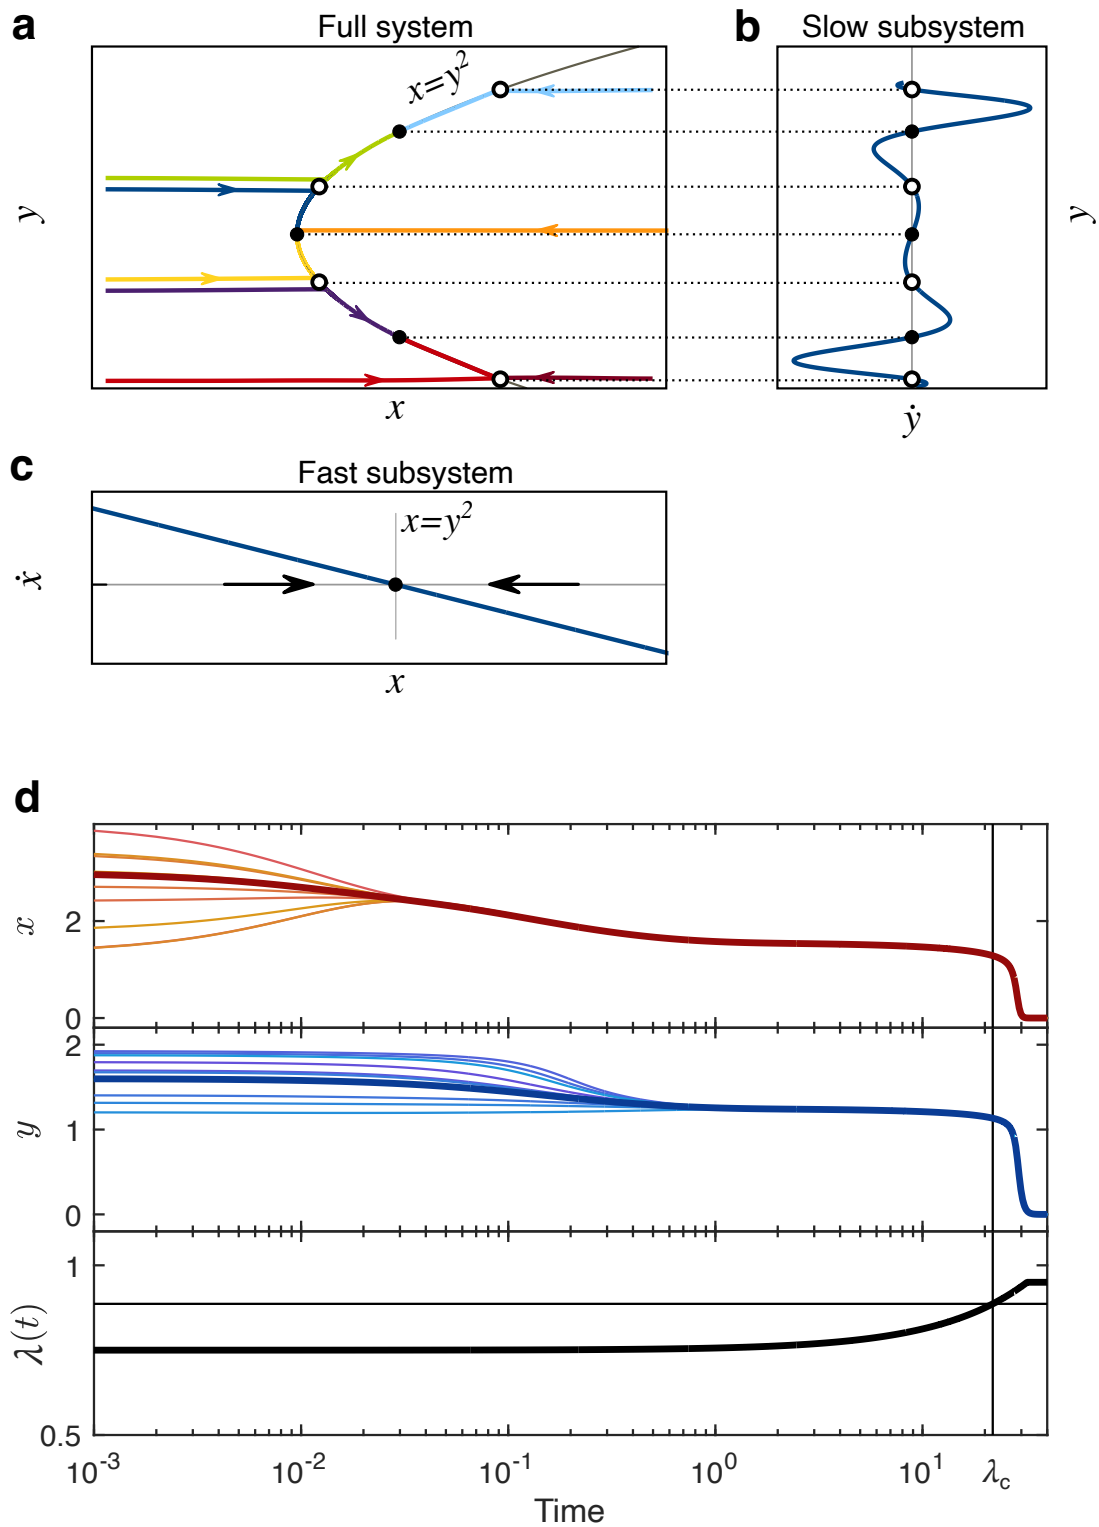 a
Full system
x=y²
y
x
b
Slow subsystem
y
ẏ
c
Fast subsystem
x=y²
ẋ
x
d
x
2
0
y
2
1
0
λ(t)
1
0.5
10⁻³
10⁻²
10⁻¹
10⁰
10¹
λc
Time